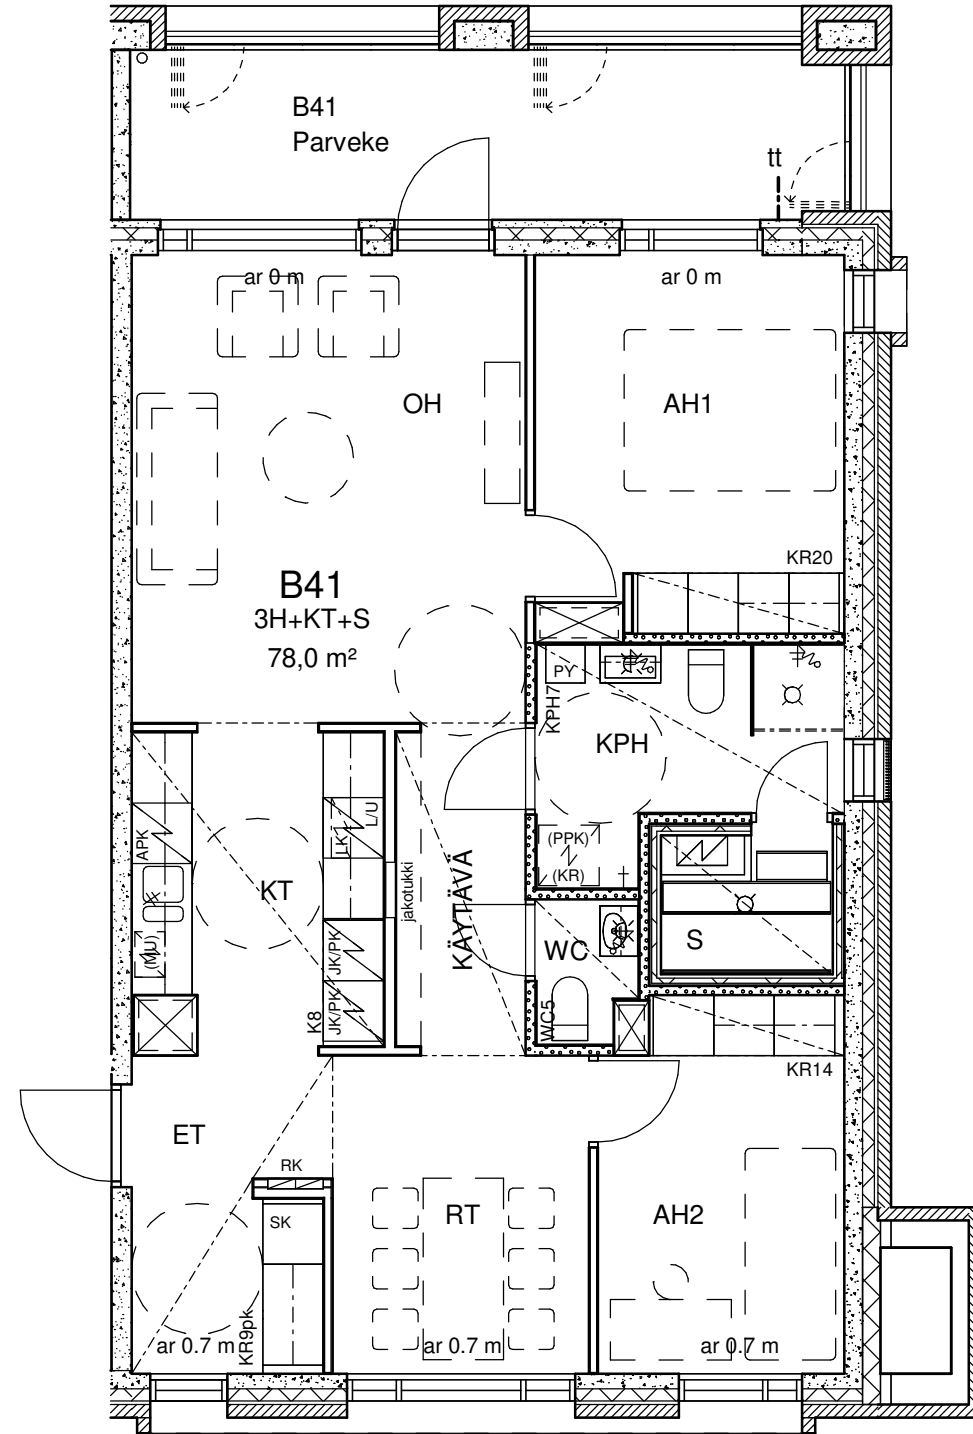 B41
Parveke
tt
ar 0 m
ar 0 m
OH
AH1
KR20
B41
3H+KT+S
78,0 m²
PY
KPH7
KPH
L/U
LK
APK
(PPK)
(KR)
KT
jakotukki
KÄYTÄVÄ
(MU)
JK/PK
JK/PK
K8
WC
S
WC5
KR14
ET
RK
SK
RT
AH2
KR9pk
ar 0.7 m
ar 0.7 m
ar 0.7 m